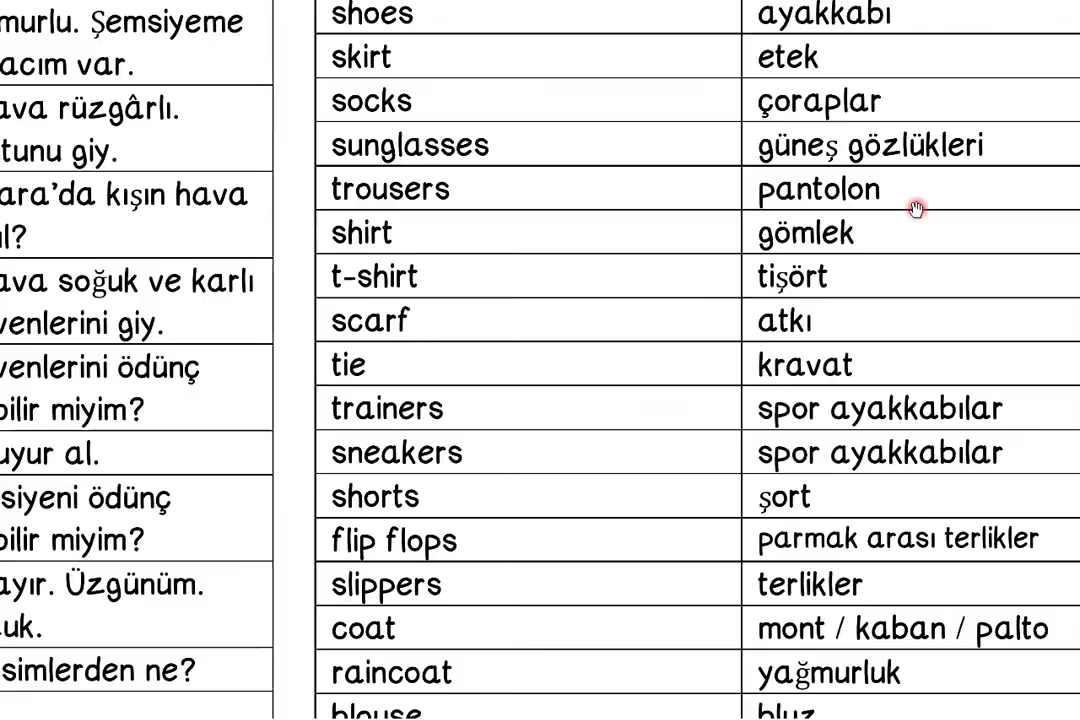 murlu. Şemsiyeme
acım var.
ava rüzgârlı.
tunu giy.
ara'da kışın hava
l?
ava soğuk ve karlı
venlerini giy.
venlerini ödünç
bilir miyim?
uyur al.
siyeni ödünç
bilir miyim?
ayır. Üzgünüm.
uk.
simlerden ne?
shoes ayakkabı
skirt etek
socks çoraplar
sunglasses güneş gözlükleri
trousers pantolon
shirt gömlek
t-shirt tişört
scarf atkı
tie kravat
trainers spor ayakkabılar
sneakers spor ayakkabılar
shorts şort
flip flops parmak arası terlikler
slippers terlikler
coat mont / kaban / palto
raincoat yağmurluk
blouse bluz